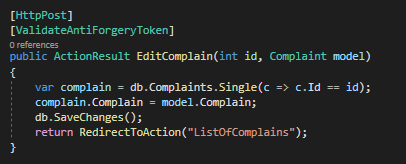 [HttpPost]
[ValidateAntiForgeryToken]
0 references
public ActionResult EditComplain(int id, Complaint model)
{
var complain = db.Complaints.Single(c => c.Id == id);
complain.Complain = model.Complain;
db.SaveChanges();
return RedirectToAction("ListOfComplains");
}